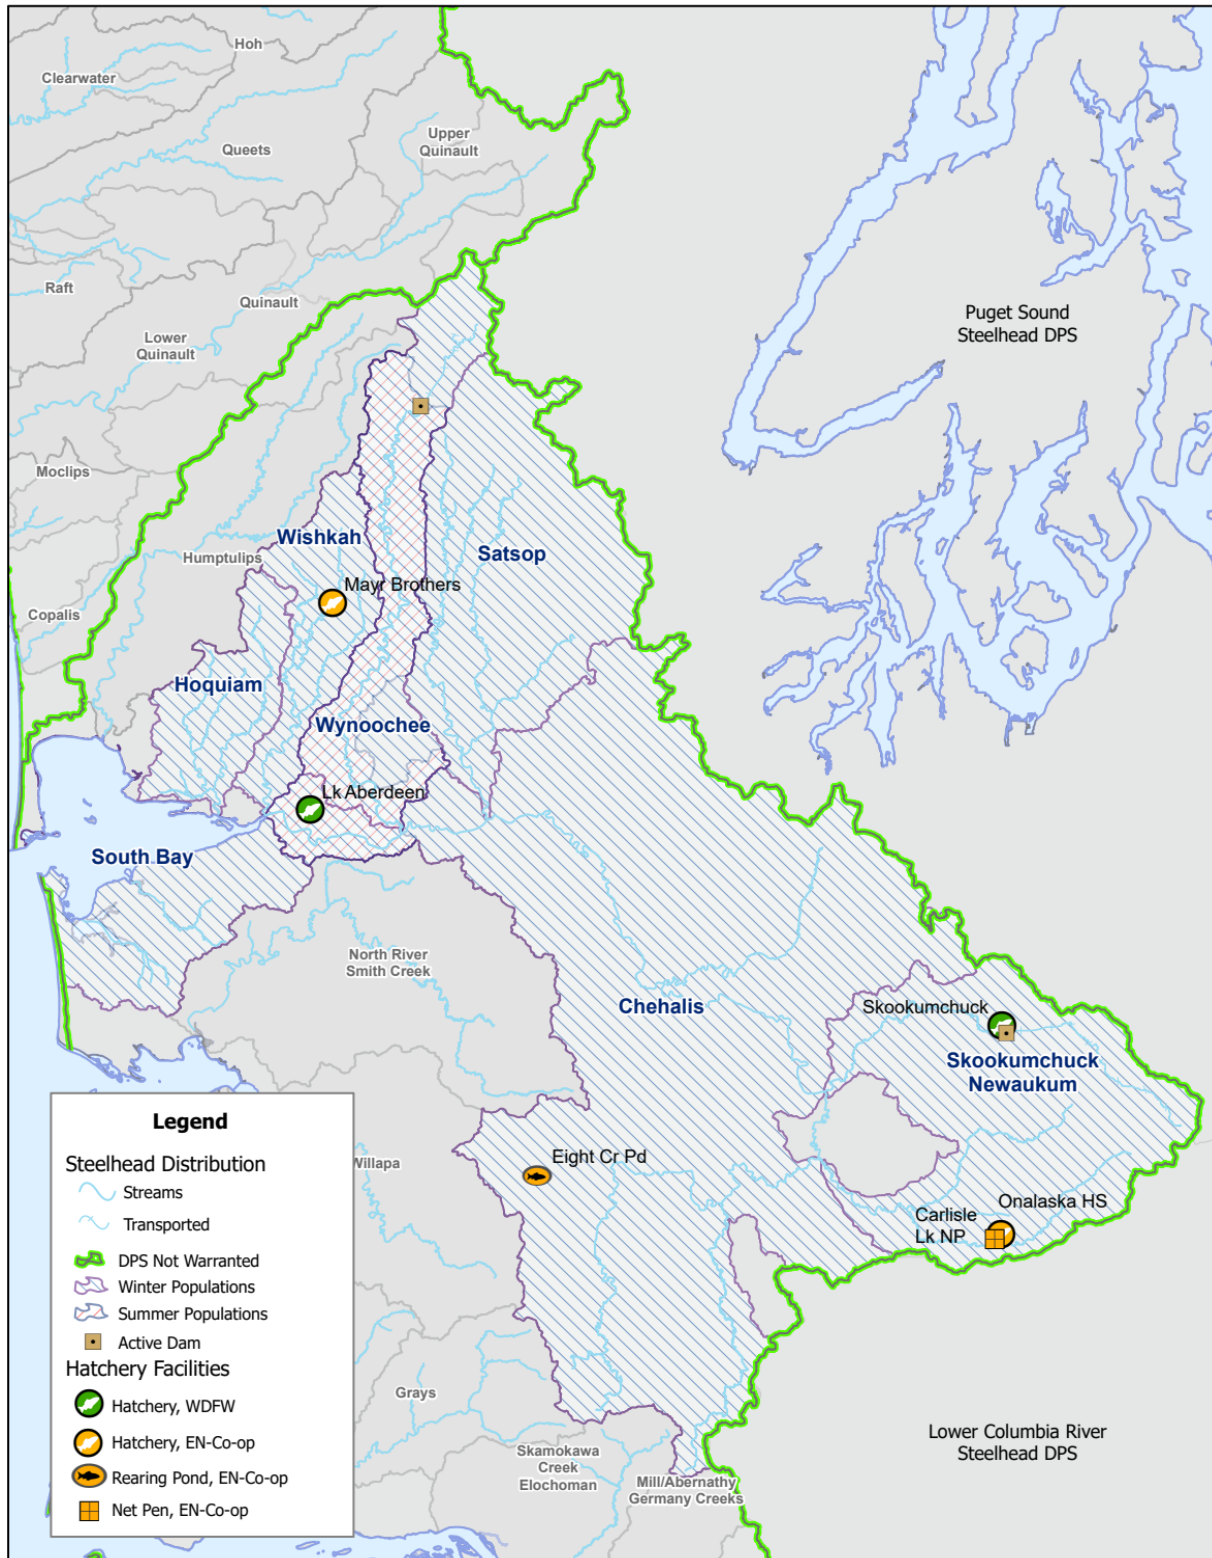 Hoh
Clearwater
Upper
Quinault
Queets
Raft
Quinault
Puget Sound
Steelhead DPS
Lower
Quinault
Moclips
Wishkah
Satsop
Humptulips
Mayr Brothers
Copalis
Hoquiam
Wynoochee
Lk Aberdeen
South Bay
North River
Smith Creek
Chehalis
Skookumchuck
Skookumchuck
Newaukum
Eight Cr Pd
Willapa
Onalaska HS
Carlisle
Lk NP
Legend
Steelhead Distribution
Streams
Transported
DPS Not Warranted
Winter Populations
Summer Populations
Active Dam
Hatchery Facilities
Hatchery, WDFW
Hatchery, EN-Co-op
Rearing Pond, EN-Co-op
Net Pen, EN-Co-op
Grays
Skamokawa
Creek
Elochoman
Mill/Abernathy
Germany Creeks
Lower Columbia River
Steelhead DPS